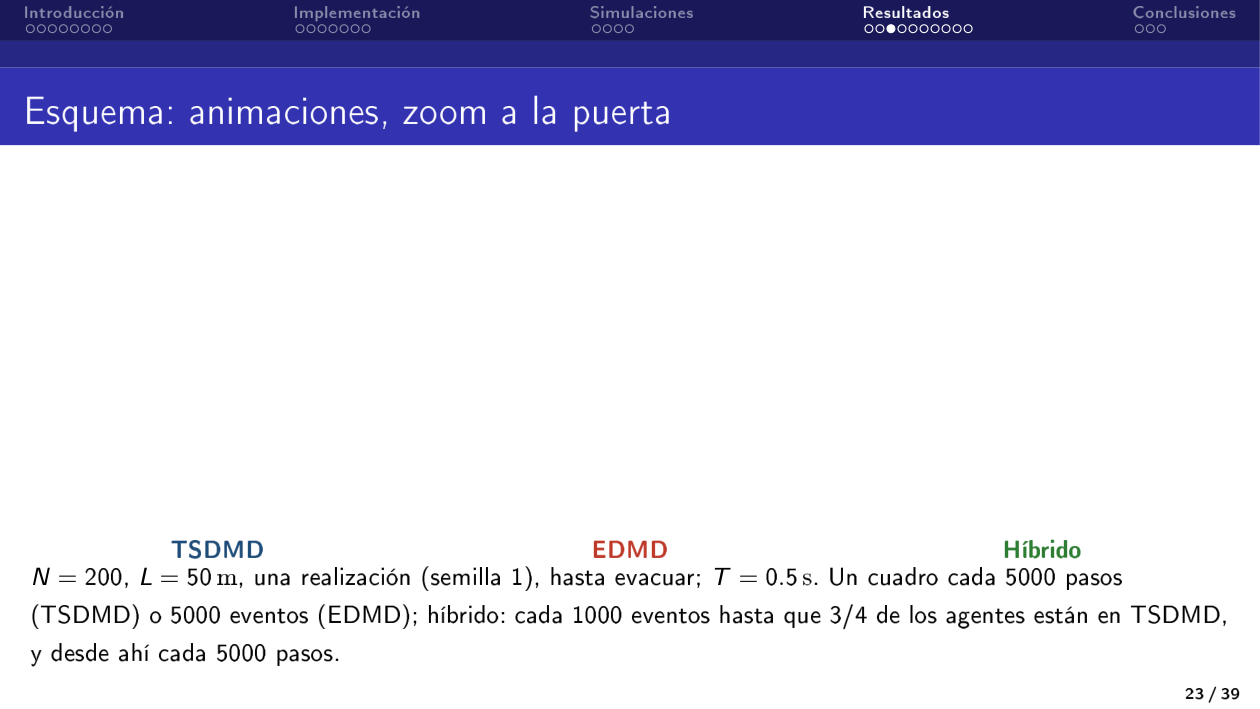 Introducción Implementación Simulaciones Resultados Conclusiones
Esquema: animaciones, zoom a la puerta
TSDMD EDMD Híbrido
N = 200, L = 50 m, una realización (semilla 1), hasta evacuar; T = 0.5 s. Un cuadro cada 5000 pasos
(TSDMD) o 5000 eventos (EDMD); híbrido: cada 1000 eventos hasta que 3/4 de los agentes están en TSDMD,
y desde ahí cada 5000 pasos.
23 / 39